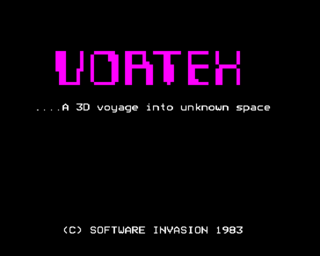 VORTEX
....A 3D voyage into unknown space
(C) SOFTWARE INVASION 1983